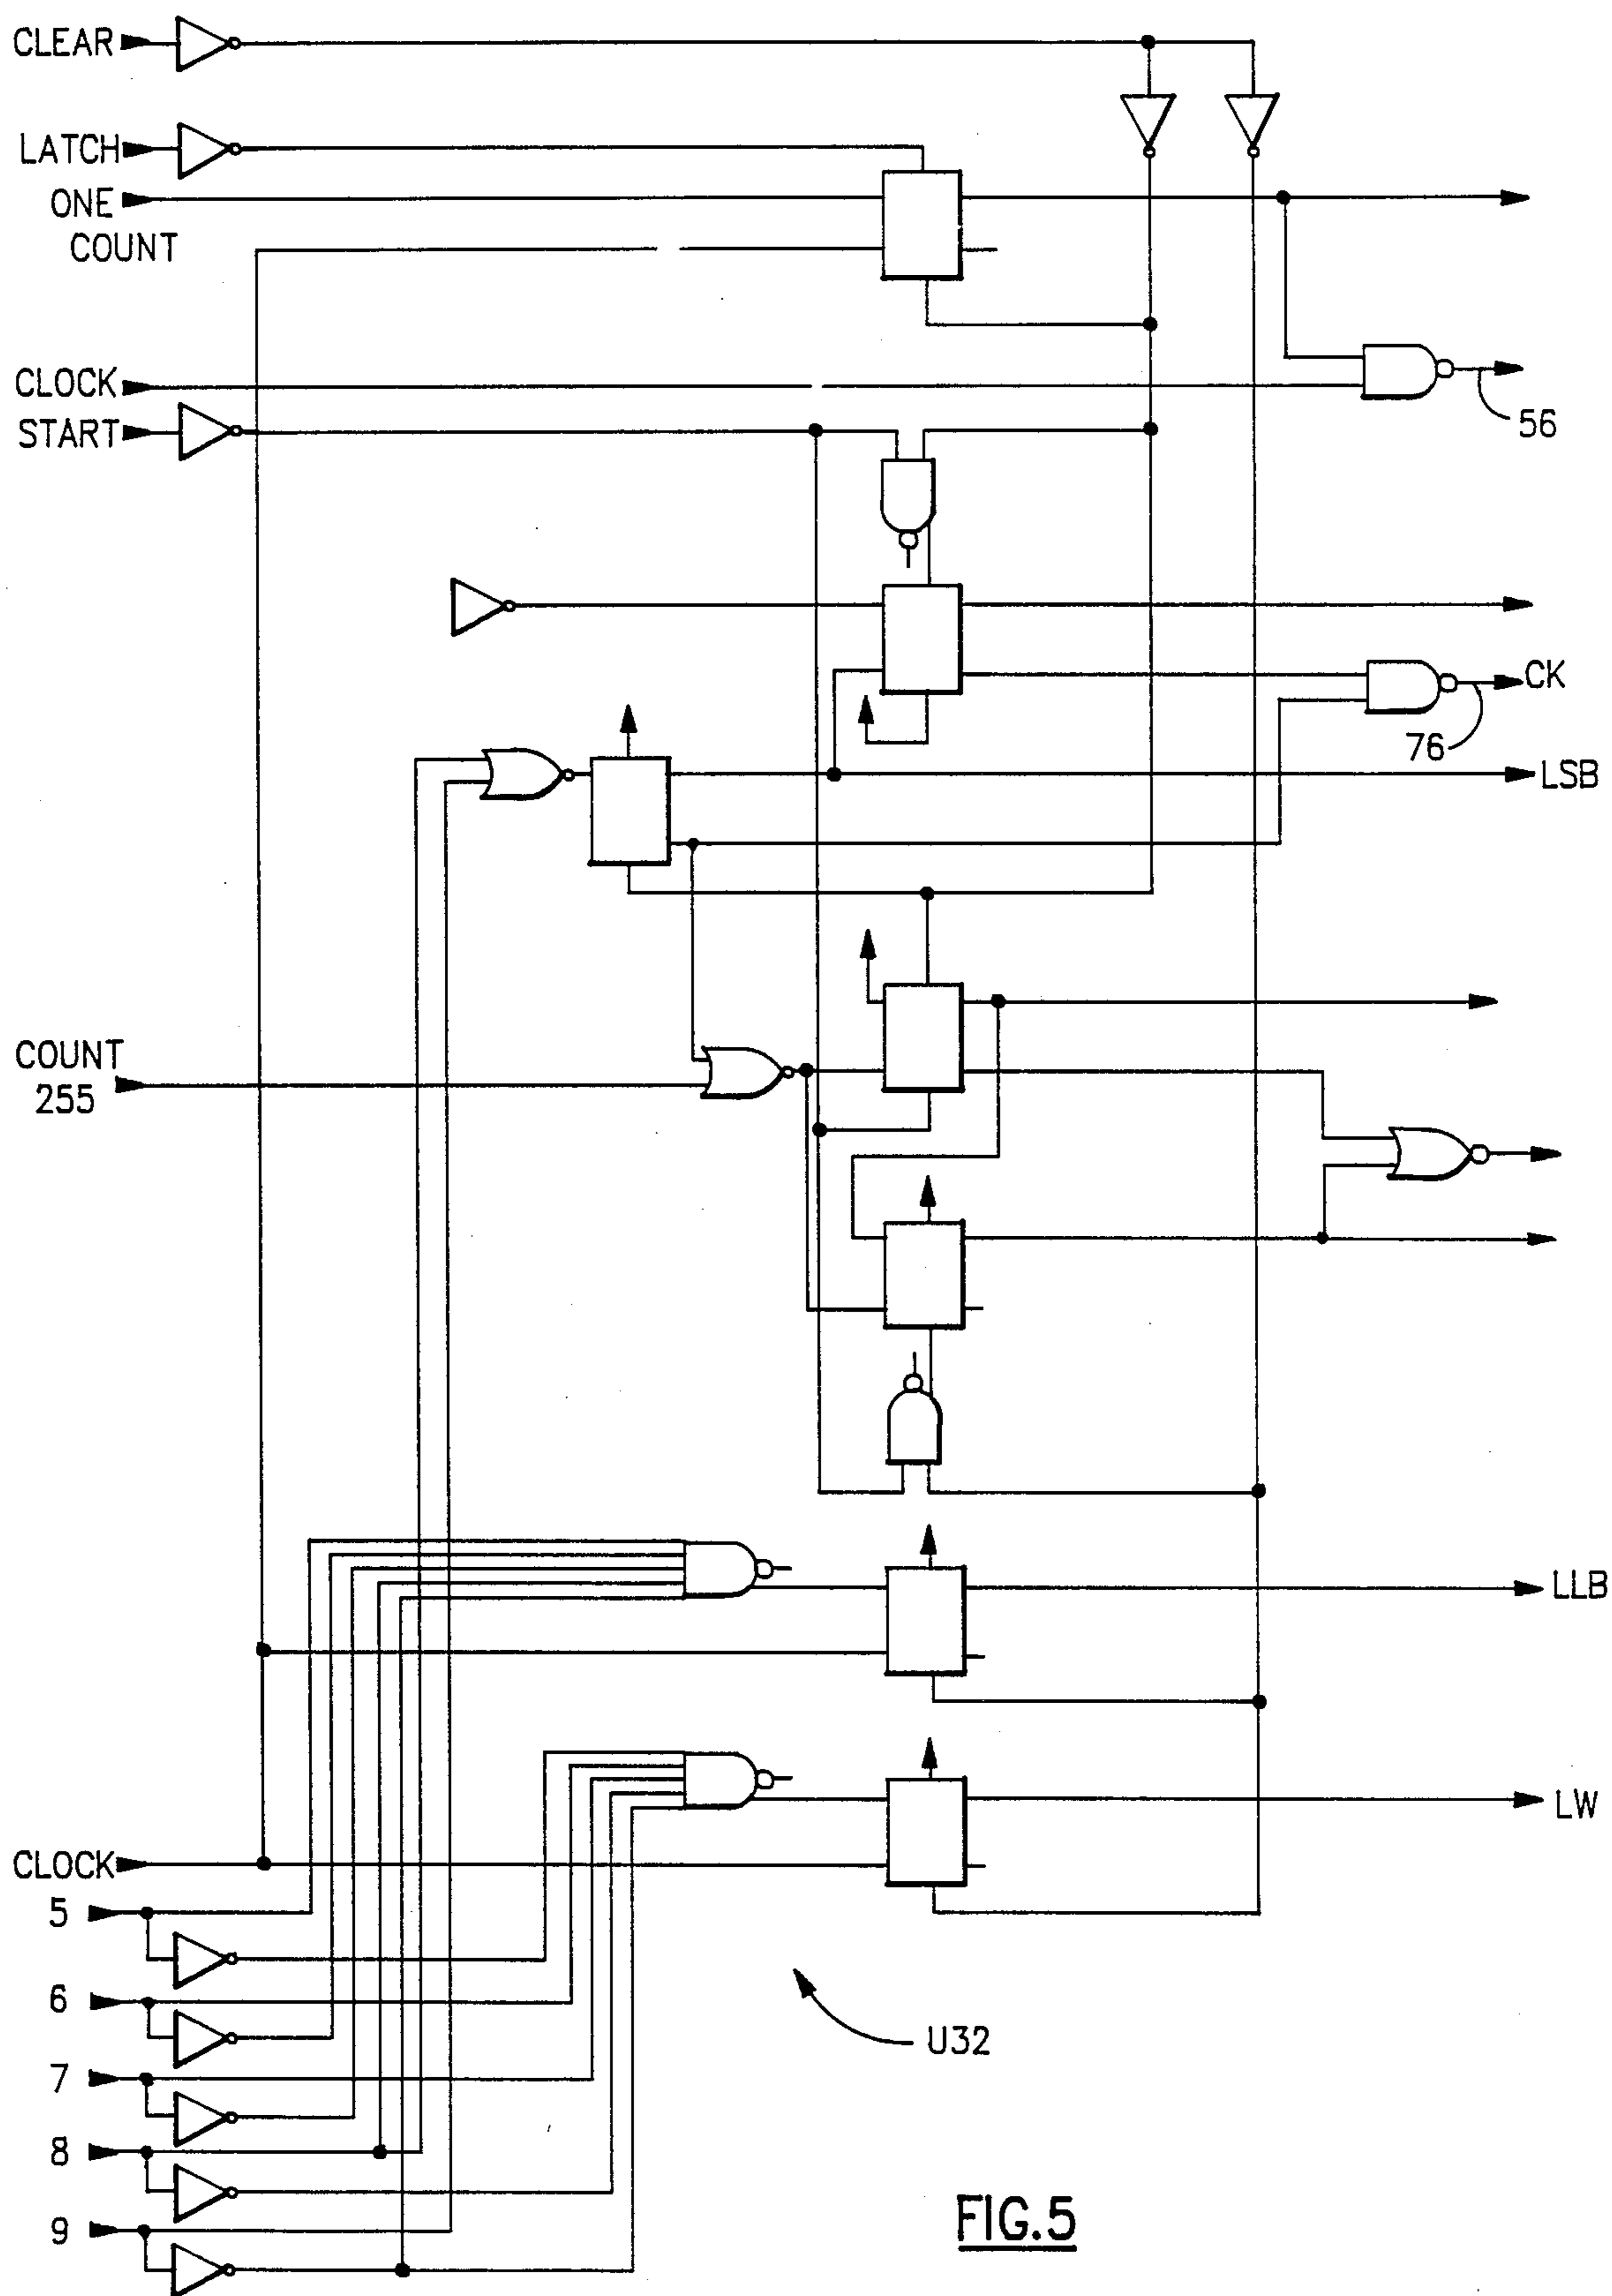 CLEAR
LATCH
ONE
COUNT
CLOCK
START
56
CK
76
LSB
COUNT
255
LLB
LW
CLOCK
5
6
U32
7
8
9
FIG.5